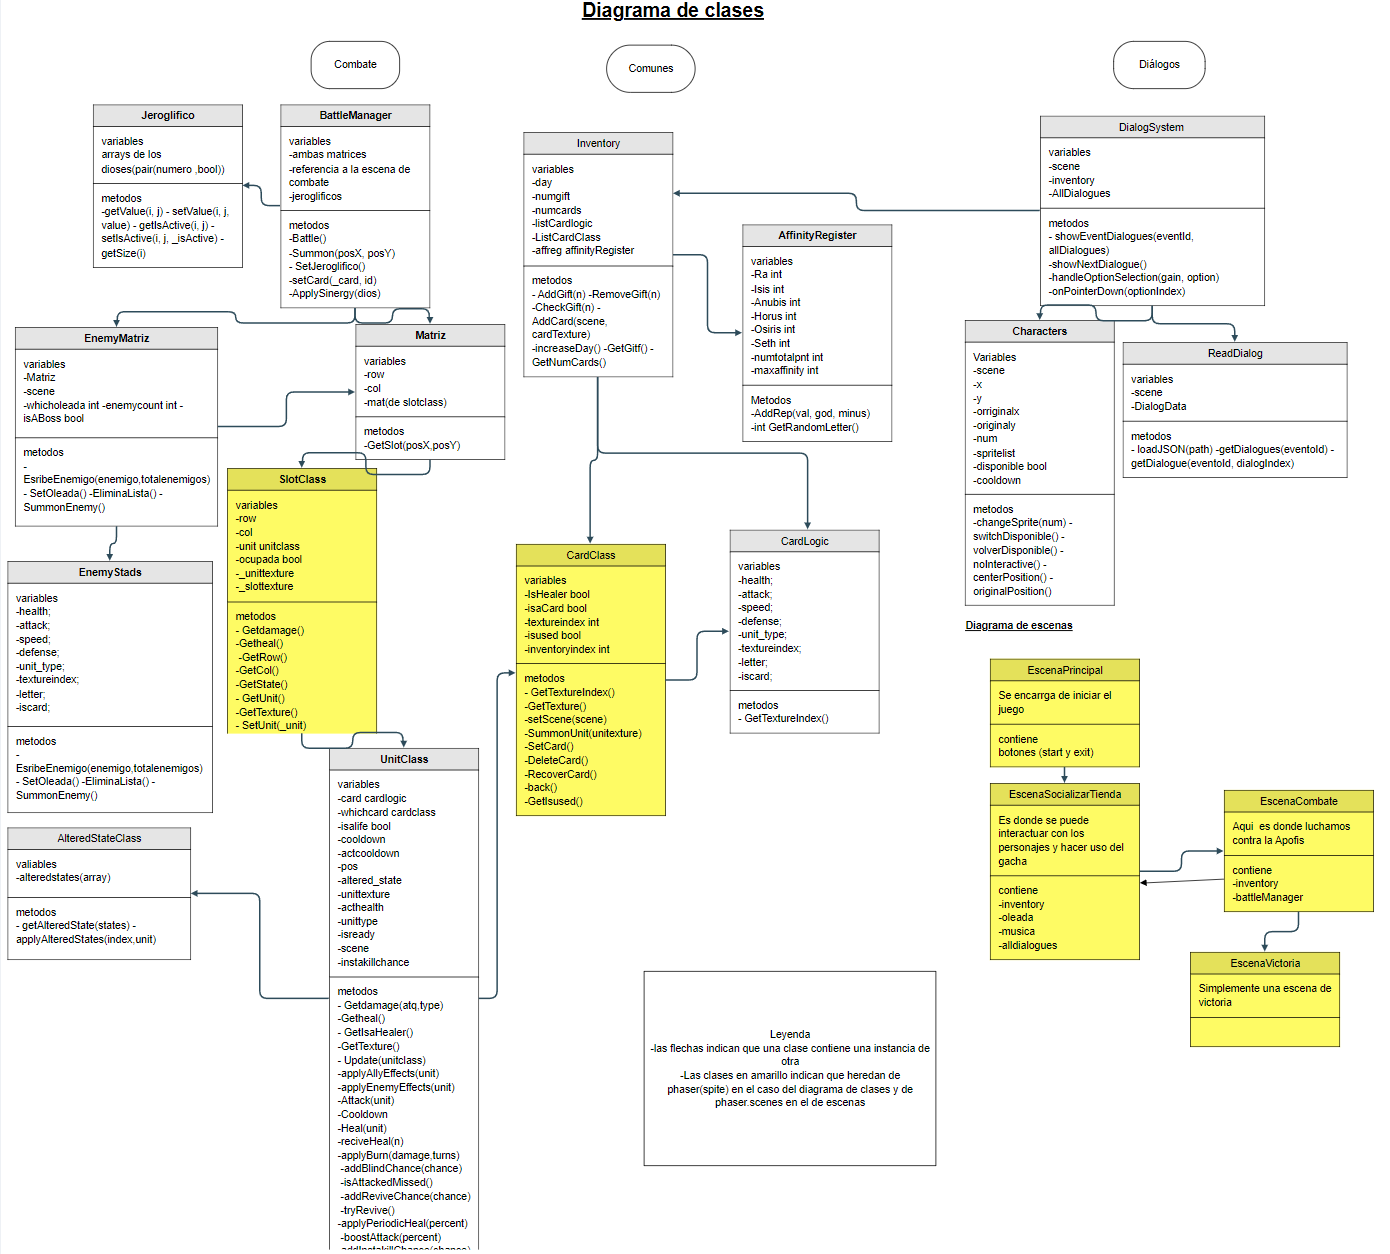 Diagrama de clases
Combate
Comunes
Diálogos
Jeroglifico
variables
arrays de los
dioses(pair(numero ,bool))
metodos
-getValue(i, j) - setValue(i, j,
value) - getIsActive(i, j) -
setIsActive(i, j, _isActive) -
getSize(i)
BattleManager
variables
-ambas matrices
-referencia a la escena de
combate
-jeroglificos
metodos
-Battle()
-Summon(posX, posY)
- SetJeroglifico()
-setCard(_card, id)
-ApplySinergy(dios)
EnemyMatriz
variables
-Matriz
-scene
-whicholeada int -enemycount int -
isABoss bool
metodos
-
EsribeEnemigo(enemigo,totalenemigos)
- SetOleada() -EliminaLista() -
SummonEnemy()
Matriz
variables
-row
-col
-mat(de slotclass)
metodos
-GetSlot(posX,posY)
SlotClass
variables
-row
-col
-unit unitclass
-ocupada bool
-_unittexture
-_slottexture
metodos
- Getdamage()
-Getheal()
-GetRow()
-GetCol()
-GetState()
- GetUnit()
-GetTexture()
- SetUnit(_unit)
EnemyStads
variables
-health;
-attack;
-speed;
-defense;
-unit_type;
-textureindex;
-letter;
-iscard;
metodos
-
EsribeEnemigo(enemigo,totalenemigos)
- SetOleada() -EliminaLista() -
SummonEnemy()
AlteredStateClass
valiables
-alteredstates(array)
metodos
- getAlteredState(states) -
applyAlteredStates(index,unit)
UnitClass
variables
-card cardlogic
-whichcard cardclass
-isalife bool
-cooldown
-actcooldown
-pos
-altered_state
-unittexture
-acthealth
-unittype
-isready
-scene
-instakillchance
metodos
- Getdamage(atq,type)
-Getheal()
- GetIsaHealer()
-GetTexture()
- Update(unitclass)
-applyAllyEffects(unit)
-applyEnemyEffects(unit)
-Attack(unit)
-Cooldown
-Heal(unit)
-reciveHeal(n)
-applyBurn(damage,turns)
-addBlindChance(chance)
-isAttackedMissed()
-addReviveChance(chance)
-tryRevive()
-applyPeriodicHeal(percent)
-boostAttack(percent)
-addInstakillChance(chance)
Inventory
variables
-day
-numgift
-numcards
-listCardlogic
-ListCardClass
-affreg affinityRegister
metodos
- AddGift(n) -RemoveGift(n)
-CheckGift(n) -
AddCard(scene,
cardTexture)
-increaseDay() -GetGitf() -
GetNumCards()
AffinityRegister
variables
-Ra int
-Isis int
-Anubis int
-Horus int
-Osiris int
-Seth int
-numtotalpnt int
-maxaffinity int
Metodos
-AddRep(val, god, minus)
-int GetRandomLetter()
CardClass
variables
-IsHealer bool
-isaCard bool
-textureindex int
-isused bool
-inventoryindex int
metodos
- GetTextureIndex()
-GetTexture()
-setScene(scene)
-SummonUnit(unitexture)
-SetCard()
-DeleteCard()
-RecoverCard()
-back()
-GetIsused()
CardLogic
variables
-health;
-attack;
-speed;
-defense;
-unit_type;
-textureindex;
-letter;
-iscard;
metodos
- GetTextureIndex()
DialogSystem
variables
-scene
-inventory
-AllDialogues
metodos
- showEventDialogues(eventId,
allDialogues)
-showNextDialogue()
-handleOptionSelection(gain, option)
-onPointerDown(optionIndex)
Characters
Variables
-scene
-x
-y
-orriginalx
-originaly
-num
-spritelist
-disponible bool
-cooldown
metodos
-changeSprite(num) -
switchDisponible() -
volverDisponible() -
noInteractive() -
centerPosition() -
originalPosition()
ReadDialog
variables
-scene
-DialogData
metodos
- loadJSON(path) -getDialogues(eventoId) -
getDialogue(eventoId, dialogIndex)
Diagrama de escenas
EscenaPrincipal
Se encarrga de iniciar el
juego
contiene
botones (start y exit)
EscenaSocializarTienda
Es donde se puede
interactuar con los
personajes y hacer uso del
gacha
contiene
-inventory
-oleada
-musica
-alldialogues
EscenaCombate
Aqui  es donde luchamos
contra la Apofis
contiene
-inventory
-battleManager
EscenaVictoria
Simplemente una escena de
victoria
Leyenda
-las flechas indican que una clase contiene una instancia de
otra
-Las clases en amarillo indican que heredan de
phaser(spite) en el caso del diagrama de clases y de
phaser.scenes en el de escenas